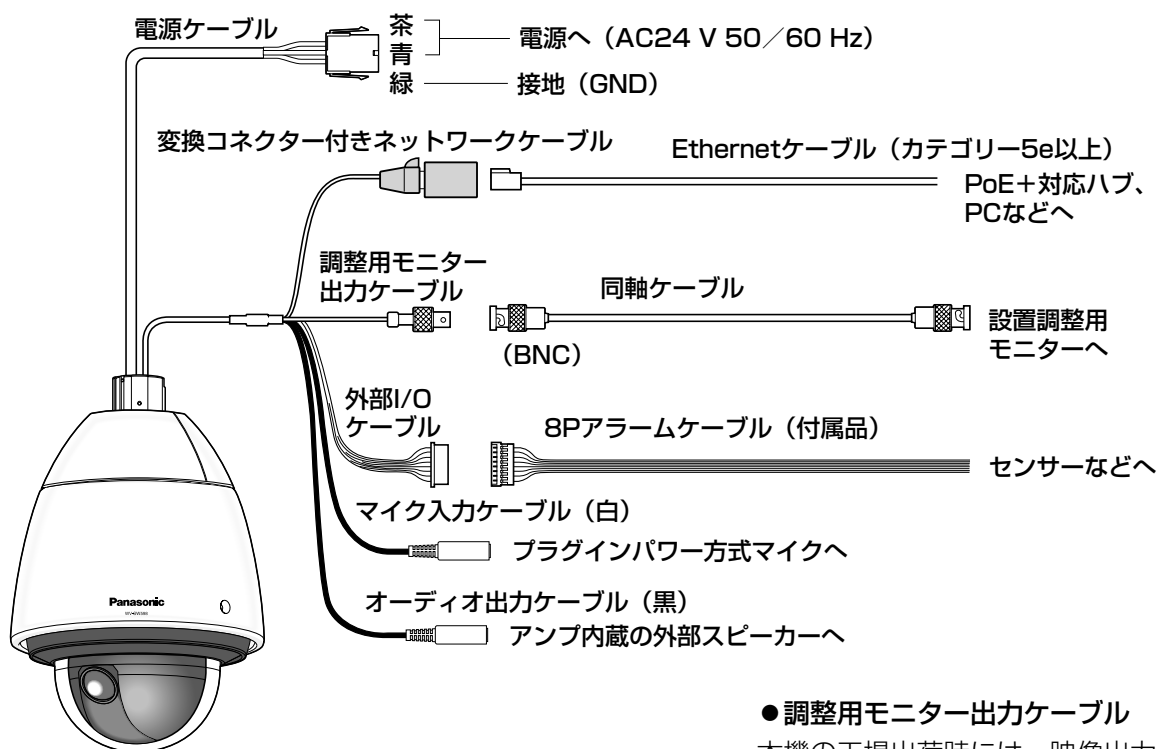 電源ケーブル
茶
青
緑
電源へ（AC24 V 50／60 Hz）
接地（GND）
変換コネクター付きネットワークケーブル
Ethernetケーブル（カテゴリー5e以上）
PoE＋対応ハブ、
PCなどへ
調整用モニター
出力ケーブル
同軸ケーブル
（BNC）
設置調整用
モニターへ
外部I/O
ケーブル
8Pアラームケーブル（付属品）
センサーなどへ
マイク入力ケーブル（白）
プラグインパワー方式マイクへ
オーディオ出力ケーブル（黒）
アンプ内蔵の外部スピーカーへ
Panasonic
●調整用モニター出力ケーブル